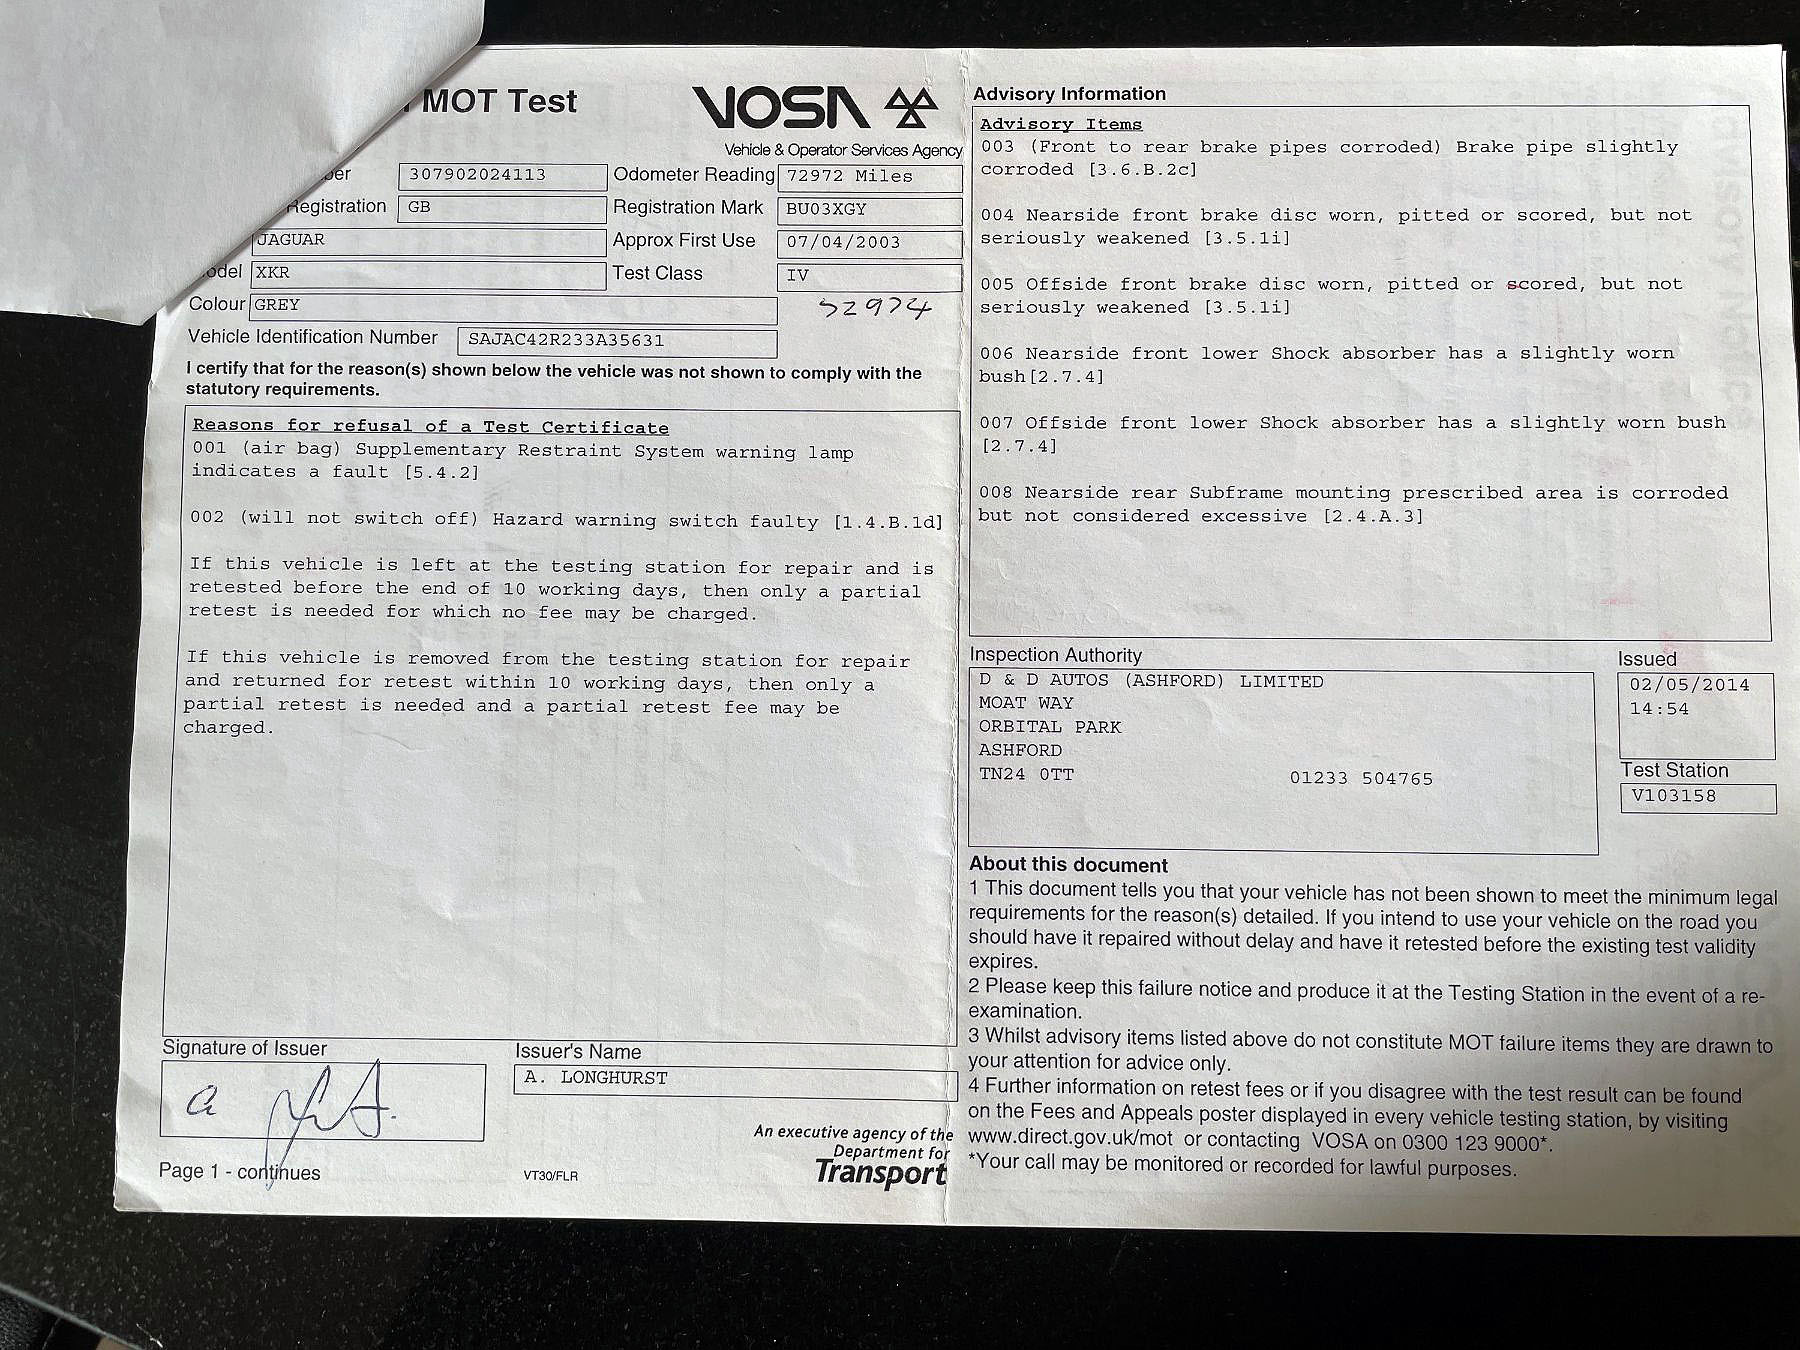 MOT Test
VOSA
Vehicle & Operator Services Agency
307902024113
Odometer Reading 72972 Miles
Registration GB
Registration Mark BU03XGY
JAGUAR
Approx First Use 07/04/2003
XKR
Test Class IV
Colour GREY
Vehicle Identification Number SAJAC42R233A35631
I certify that for the reason(s) shown below the vehicle was not shown to comply with the
statutory requirements.
Reasons for refusal of a Test Certificate
001 (air bag) Supplementary Restraint System warning lamp
indicates a fault [5.4.2]
002 (will not switch off) Hazard warning switch faulty [1.4.B.1d]
If this vehicle is left at the testing station for repair and is
retested before the end of 10 working days, then only a partial
retest is needed for which no fee may be charged.
If this vehicle is removed from the testing station for repair
and returned for retest within 10 working days, then only a
partial retest is needed and a partial retest fee may be
charged.
Signature of Issuer
Issuer's Name
A. LONGHURST
An executive agency of the
Department for
Transport
Page 1 - continues
VT30/FLR
Advisory Information
Advisory Items
003 (Front to rear brake pipes corroded) Brake pipe slightly
corroded [3.6.B.2c]
004 Nearside front brake disc worn, pitted or scored, but not
seriously weakened [3.5.1i]
005 Offside front brake disc worn, pitted or scored, but not
seriously weakened [3.5.1i]
006 Nearside front lower Shock absorber has a slightly worn
bush[2.7.4]
007 Offside front lower Shock absorber has a slightly worn bush
[2.7.4]
008 Nearside rear Subframe mounting prescribed area is corroded
but not considered excessive [2.4.A.3]
Inspection Authority
D & D AUTOS (ASHFORD) LIMITED
MOAT WAY
ORBITAL PARK
ASHFORD
TN24 0TT 01233 504765
Issued
02/05/2014
14:54
Test Station
V103158
About this document
1 This document tells you that your vehicle has not been shown to meet the minimum legal
requirements for the reason(s) detailed. If you intend to use your vehicle on the road you
should have it repaired without delay and have it retested before the existing test validity
expires.
2 Please keep this failure notice and produce it at the Testing Station in the event of a re-
examination.
3 Whilst advisory items listed above do not constitute MOT failure items they are drawn to
your attention for advice only.
4 Further information on retest fees or if you disagree with the test result can be found
on the Fees and Appeals poster displayed in every vehicle testing station, by visiting
www.direct.gov.uk/mot or contacting VOSA on 0300 123 9000*.
*Your call may be monitored or recorded for lawful purposes.